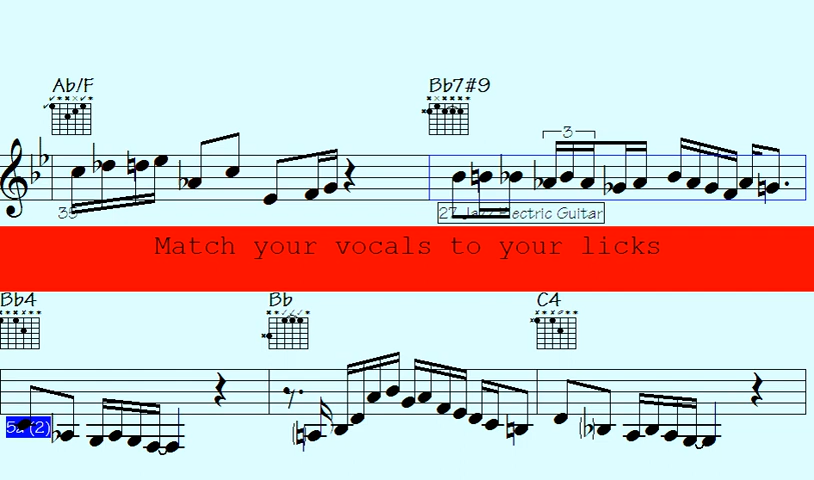 Ab/F Bb7#9
3
39 27 Jazz Electric Guitar
Match your vocals to your licks
Bb4 Bb C4
52 (2)